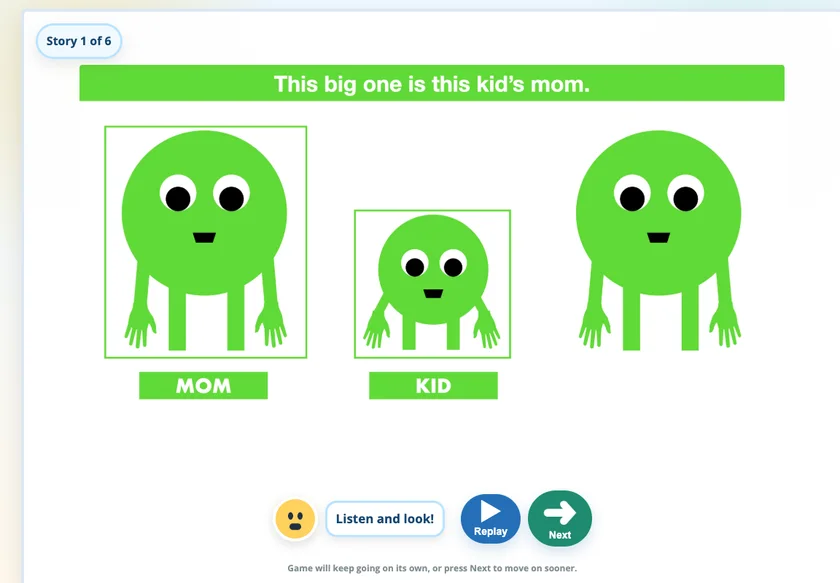 Story 1 of 6
This big one is this kid’s mom.
MOM
KID
Listen and look!
Replay
Next
Game will keep going on its own, or press Next to move on sooner.